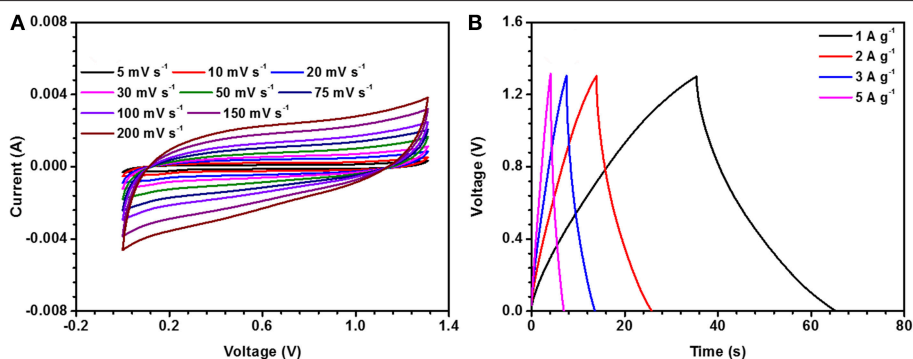 A
0.008
0.004
0.000
-0.004
-0.008
Current (A)
5 mV s⁻¹ 10 mV s⁻¹ 20 mV s⁻¹
30 mV s⁻¹ 50 mV s⁻¹ 75 mV s⁻¹
100 mV s⁻¹ 150 mV s⁻¹
200 mV s⁻¹
-0.2 0.2 0.6 1.0 1.4
Voltage (V)
B
1.6
1.2
0.8
0.4
0.0
Voltage (V)
1 A g⁻¹
2 A g⁻¹
3 A g⁻¹
5 A g⁻¹
0 20 40 60 80
Time (s)